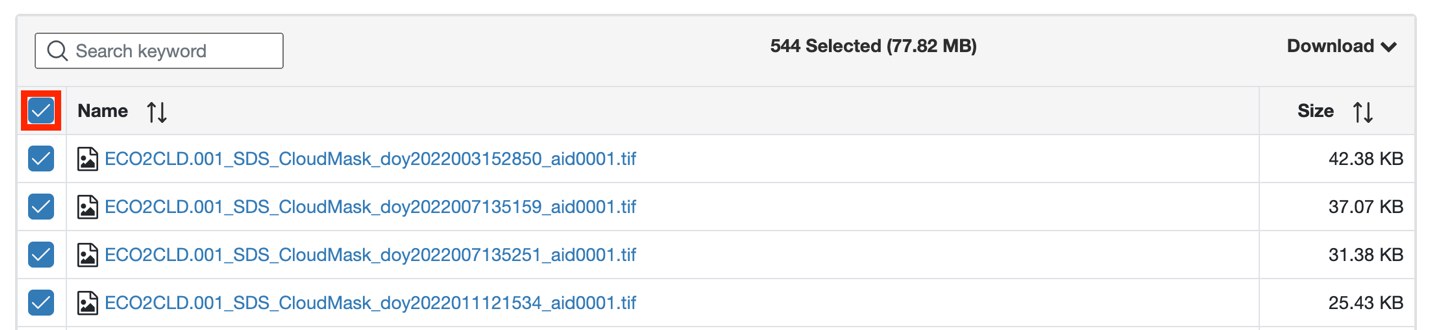 Search keyword
544 Selected (77.82 MB)
Download
Name
Size
ECO2CLD.001_SDS_CloudMask_doy2022003152850_aid0001.tif
42.38 KB
ECO2CLD.001_SDS_CloudMask_doy2022007135159_aid0001.tif
37.07 KB
ECO2CLD.001_SDS_CloudMask_doy2022007135251_aid0001.tif
31.38 KB
ECO2CLD.001_SDS_CloudMask_doy2022011121534_aid0001.tif
25.43 KB